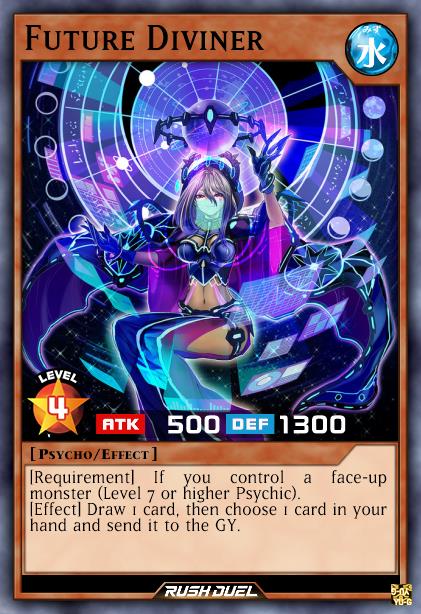 Future Diviner
みず
水
LEVEL
4
ATK 500 DEF 1300
[Psycho/Effect]
[Requirement] If you control a face-up
monster (Level 7 or higher Psychic).
[Effect] Draw 1 card, then choose 1 card in your
hand and send it to the GY.
RUSH DUEL